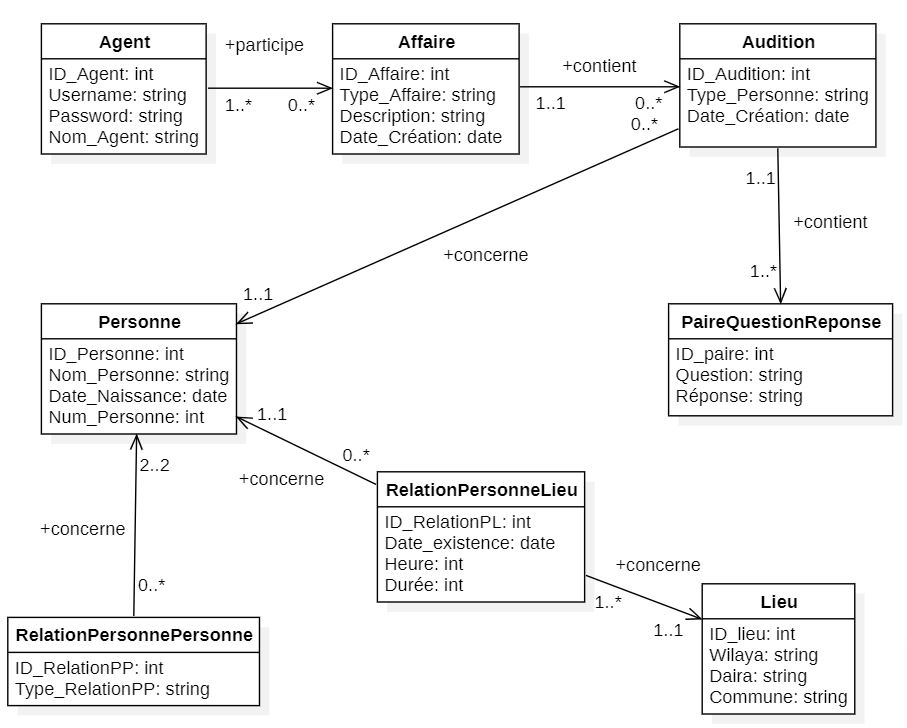 Agent
ID_Agent: int
Username: string
Password: string
Nom_Agent: string
+participe
1..*
0..*
Affaire
ID_Affaire: int
Type_Affaire: string
Description: string
Date_Création: date
+contient
1..1
0..*
0..*
Audition
ID_Audition: int
Type_Personne: string
Date_Création: date
1..1
+contient
1..*
+concerne
1..1
Personne
ID_Personne: int
Nom_Personne: string
Date_Naissance: date
Num_Personne: int
PaireQuestionReponse
ID_paire: int
Question: string
Réponse: string
1..1
0..*
+concerne
2..2
+concerne
0..*
RelationPersonneLieu
ID_RelationPL: int
Date_existence: date
Heure: int
Durée: int
+concerne
1..*
1..1
Lieu
ID_lieu: int
Wilaya: string
Daira: string
Commune: string
RelationPersonnePersonne
ID_RelationPP: int
Type_RelationPP: string